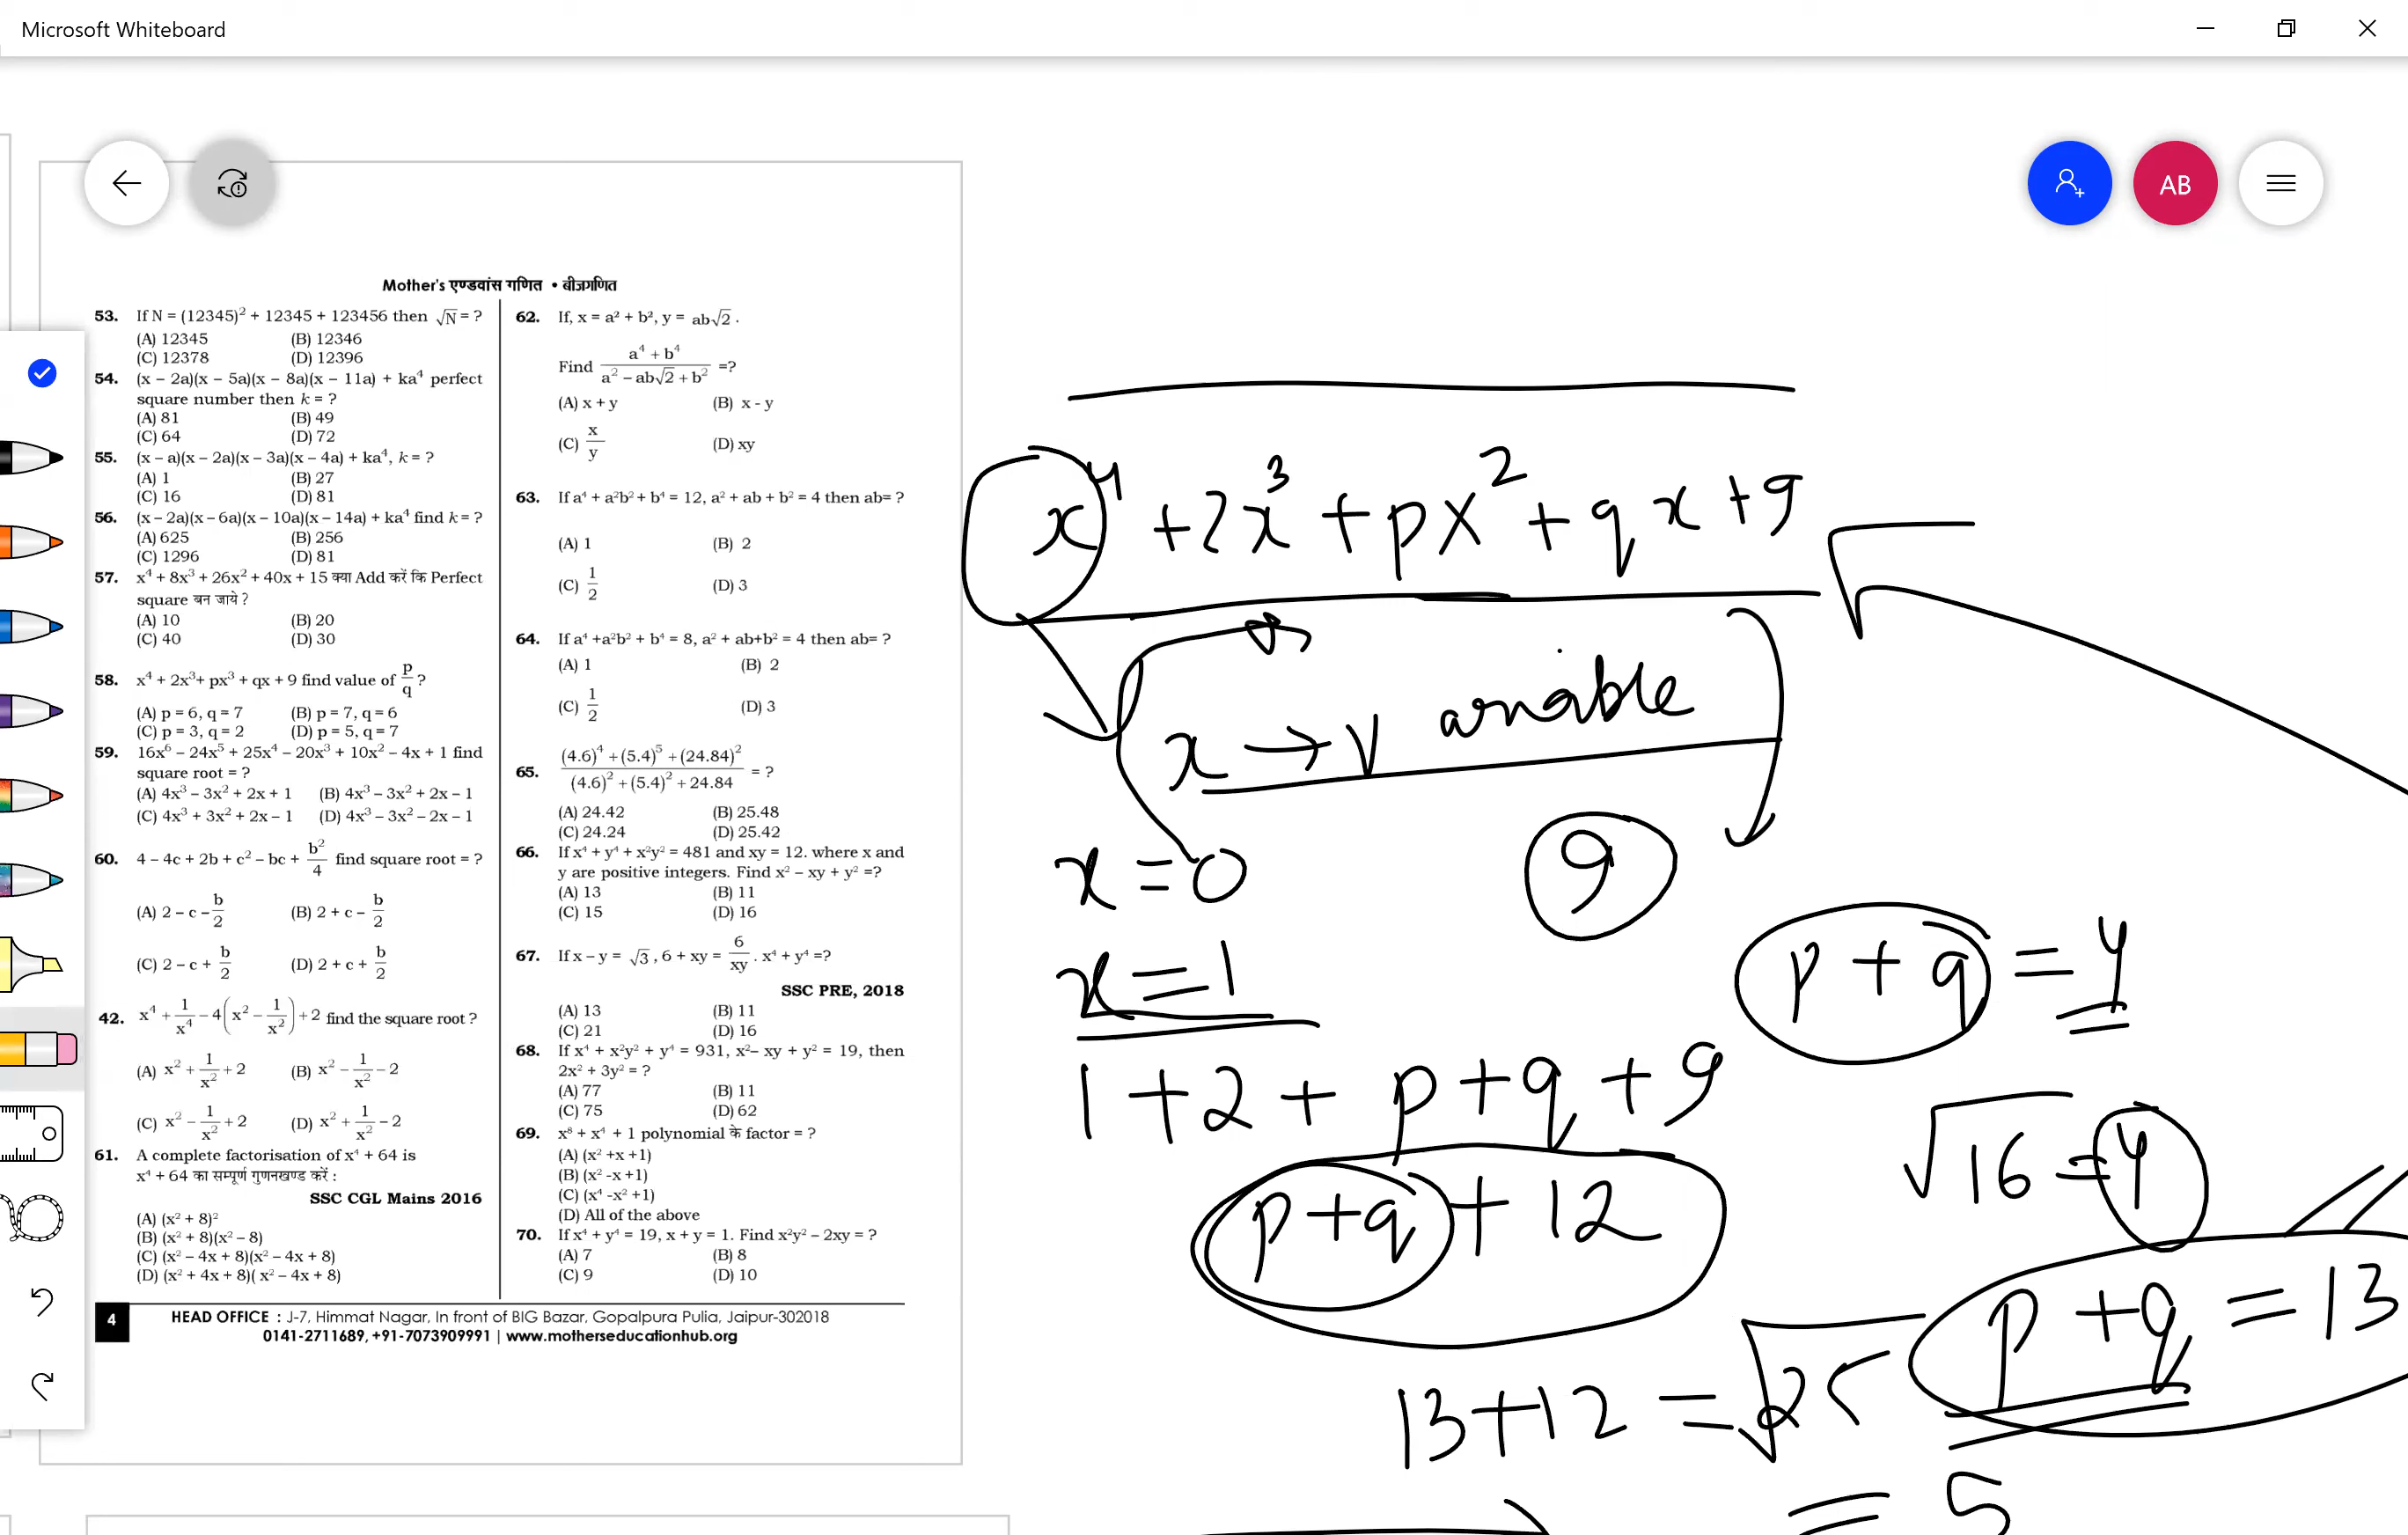 Microsoft Whiteboard
AB
Mother's एण्डवांस गणित • बीजगणित
53. If N = (12345)² + 12345 + 123456 then √N = ?
(A) 12345 (B) 12346
(C) 12378 (D) 12396
54. (x – 2a)(x – 5a)(x – 8a)(x – 11a) + ka⁴ perfect
square number then k = ?
(A) 81 (B) 49
(C) 64 (D) 72
55. (x – a)(x – 2a)(x – 3a)(x – 4a) + ka⁴, k = ?
(A) 1 (B) 27
(C) 16 (D) 81
56. (x – 2a)(x – 6a)(x – 10a)(x – 14a) + ka⁴ find k = ?
(A) 625 (B) 256
(C) 1296 (D) 81
57. x⁴ + 8x³ + 26x² + 40x + 15 क्या Add करें कि Perfect
square बन जाये ?
(A) 10 (B) 20
(C) 40 (D) 30
58. x⁴ + 2x³ + px³ + qx + 9 find value of p/q ?
(A) p = 6, q = 7 (B) p = 7, q = 6
(C) p = 3, q = 2 (D) p = 5, q = 7
59. 16x⁶ – 24x⁵ + 25x⁴ – 20x³ + 10x² – 4x + 1 find
square root = ?
(A) 4x³ – 3x² + 2x + 1 (B) 4x³ – 3x² + 2x – 1
(C) 4x³ + 3x² + 2x – 1 (D) 4x³ – 3x² – 2x – 1
60. 4 – 4c + 2b + c² – bc + b²/4 find square root = ?
(A) 2 – c – b/2 (B) 2 + c – b/2
(C) 2 – c + b/2 (D) 2 + c + b/2
42. x⁴ + 1/x⁴ – 4(x² – 1/x²) + 2 find the square root ?
(A) x² + 1/x² + 2 (B) x² – 1/x² – 2
(C) x² – 1/x² + 2 (D) x² + 1/x² – 2
61. A complete factorisation of x⁴ + 64 is
x⁴ + 64 का सम्पूर्ण गुणनखण्ड करें :
SSC CGL Mains 2016
(A) (x² + 8)²
(B) (x² + 8)(x² – 8)
(C) (x² – 4x + 8)(x² – 4x + 8)
(D) (x² + 4x + 8)( x² – 4x + 8)
62. If, x = a² + b², y = ab√2 .
Find (a⁴ + b⁴)/(a² – ab√2 + b²) =?
(A) x + y (B) x - y
(C) x/y (D) xy
63. If a⁴ + a²b² + b⁴ = 12, a² + ab + b² = 4 then ab= ?
(A) 1 (B) 2
(C) 1/2 (D) 3
64. If a⁴ +a²b² + b⁴ = 8, a² + ab+b² = 4 then ab= ?
(A) 1 (B) 2
(C) 1/2 (D) 3
65. ((4.6)⁴ + (5.4)⁵ + (24.84)²)/((4.6)² + (5.4)² + 24.84) = ?
(A) 24.42 (B) 25.48
(C) 24.24 (D) 25.42
66. If x⁴ + y⁴ + x²y² = 481 and xy = 12. where x and
y are positive integers. Find x² – xy + y² =?
(A) 13 (B) 11
(C) 15 (D) 16
67. If x – y = √3 , 6 + xy = 6/xy . x⁴ + y⁴ =?
SSC PRE, 2018
(A) 13 (B) 11
(C) 21 (D) 16
68. If x⁴ + x²y² + y⁴ = 931, x²– xy + y² = 19, then
2x² + 3y² = ?
(A) 77 (B) 11
(C) 75 (D) 62
69. x⁸ + x⁴ + 1 polynomial के factor = ?
(A) (x² +x +1)
(B) (x² -x +1)
(C) (x⁴ -x² +1)
(D) All of the above
70. If x⁴ + y⁴ = 19, x + y = 1. Find x²y² – 2xy = ?
(A) 7 (B) 8
(C) 9 (D) 10
4 HEAD OFFICE : J-7, Himmat Nagar, In front of BIG Bazar, Gopalpura Pulia, Jaipur-302018
0141-2711689, +91-7073909991 | www.motherseducationhub.org
x⁴ + 2x³ + px² + qx + 9
x → variable
x = 0 9
x = 1 p + q = 4
1 + 2 + p + q + 9
√16 = 4
p + q + 12
p + q = 13
13 + 12 = √25
= 5